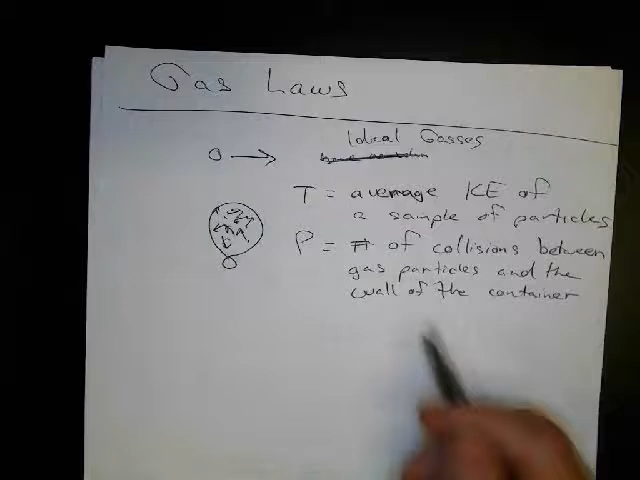 Gas Laws
Ideal Gasses
T = average KE of
a sample of particles
P = # of collisions between
gas particles and the
wall of the container